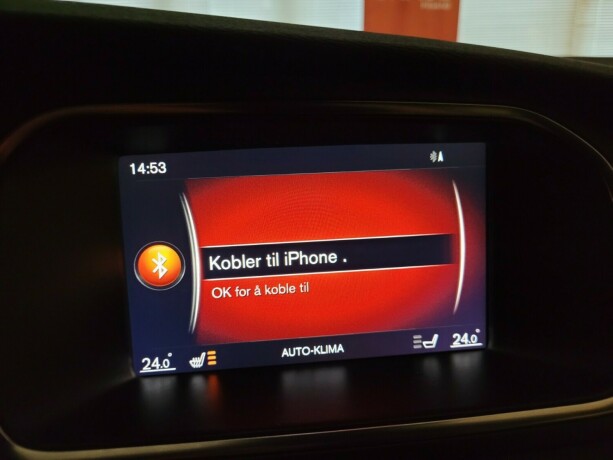 14:53
Kobler til iPhone .
OK for å koble til
24.0°
AUTO-KLIMA
24.0°